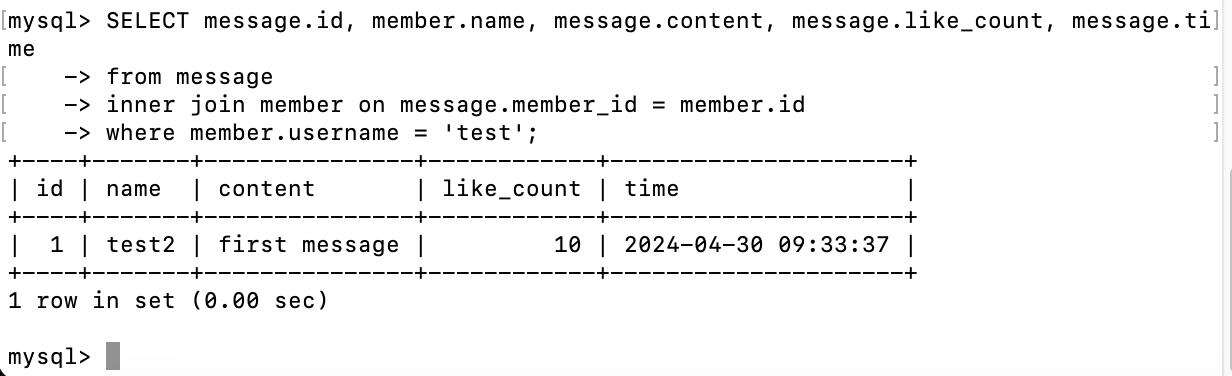 [mysql> SELECT message.id, member.name, message.content, message.like_count, message.ti]
me
[    -> from message                                                                   ]
[    -> inner join member on message.member_id = member.id                             ]
[    -> where member.username = 'test';                                                ]
+----+-------+---------------+------------+---------------------+
| id | name  | content       | like_count | time                |
+----+-------+---------------+------------+---------------------+
|  1 | test2 | first message |         10 | 2024-04-30 09:33:37 |
+----+-------+---------------+------------+---------------------+
1 row in set (0.00 sec)
mysql>